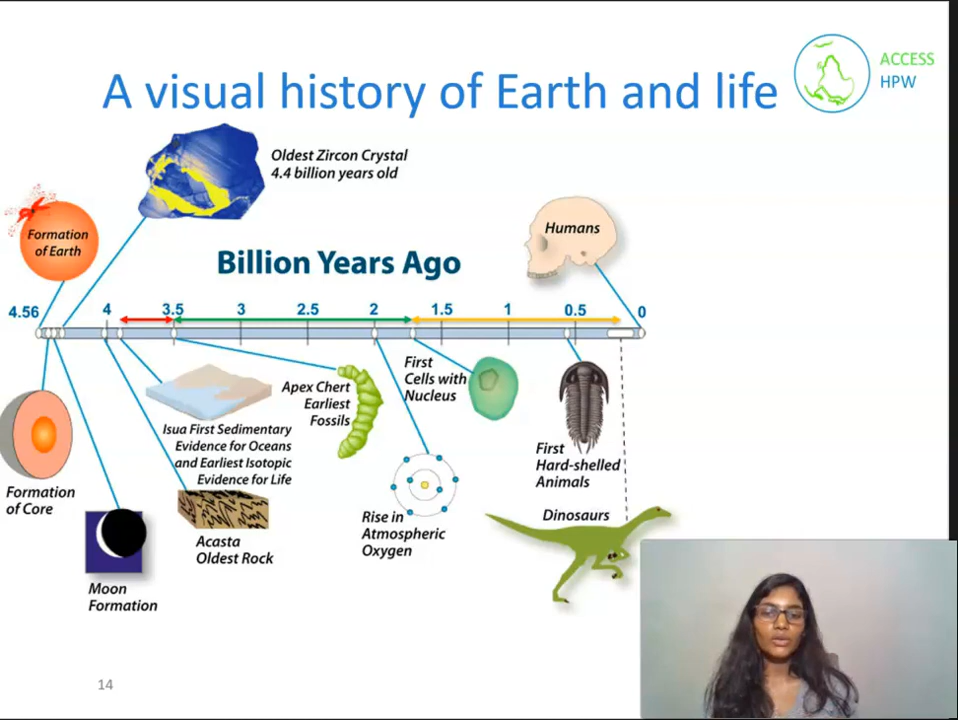 A visual history of Earth and life
ACCESS
HPW
Oldest Zircon Crystal
4.4 billion years old
Formation
of Earth
Humans
Billion Years Ago
4.56 4 3.5 3 2.5 2 1.5 1 0.5 0
First
Cells with
Nucleus
Apex Chert
Earliest
Fossils
Isua First Sedimentary
Evidence for Oceans
and Earliest Isotopic
Evidence for Life
First
Hard-shelled
Animals
Formation
of Core
Rise in
Atmospheric
Oxygen
Dinosaurs
Acasta
Oldest Rock
Moon
Formation
14